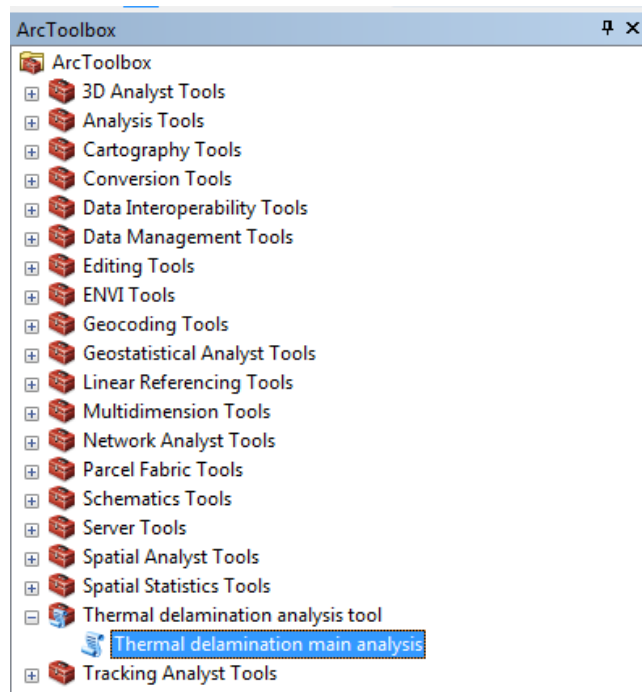 ArcToolbox
ArcToolbox
3D Analyst Tools
Analysis Tools
Cartography Tools
Conversion Tools
Data Interoperability Tools
Data Management Tools
Editing Tools
ENVI Tools
Geocoding Tools
Geostatistical Analyst Tools
Linear Referencing Tools
Multidimension Tools
Network Analyst Tools
Parcel Fabric Tools
Schematics Tools
Server Tools
Spatial Analyst Tools
Spatial Statistics Tools
Thermal delamination analysis tool
Thermal delamination main analysis
Tracking Analyst Tools